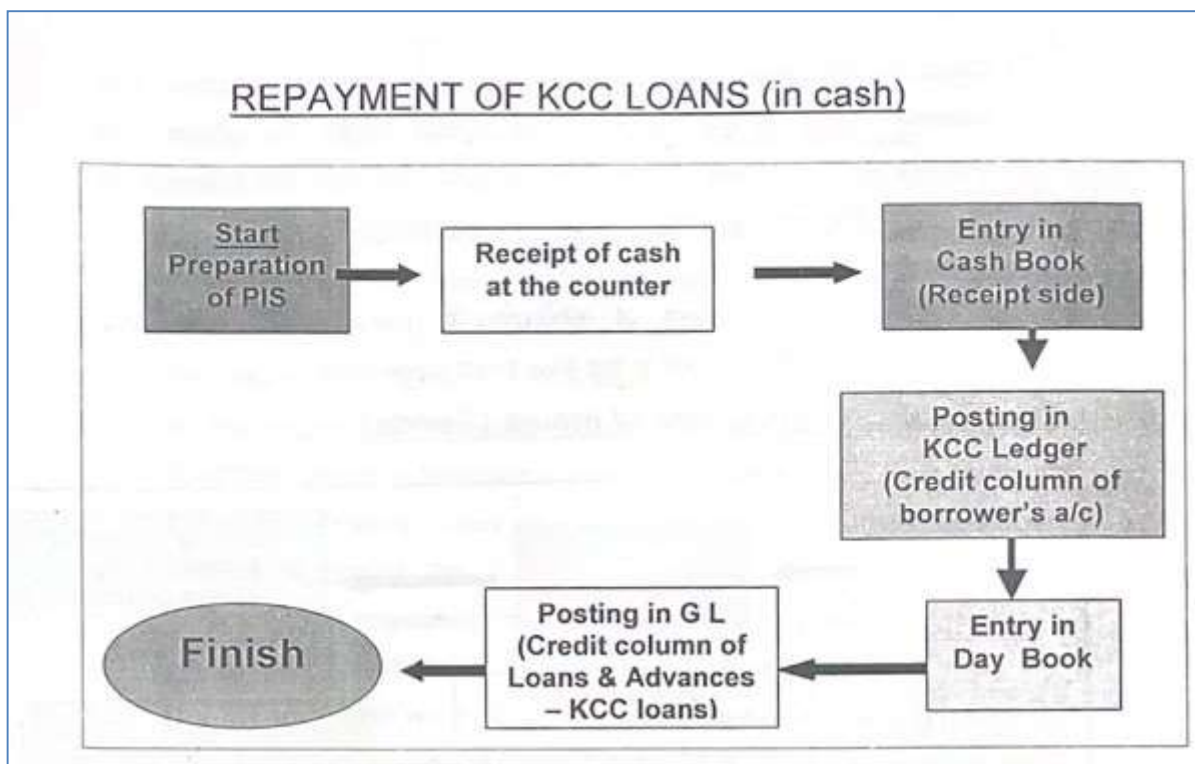 REPAYMENT OF KCC LOANS (in cash)
Start
Preparation
of PIS
Receipt of cash
at the counter
Entry in
Cash Book
(Receipt side)
Posting in
KCC Ledger
(Credit column of
borrower's a/c)
Entry in
Day Book
Posting in G L
(Credit column of
Loans & Advances
– KCC loans)
Finish